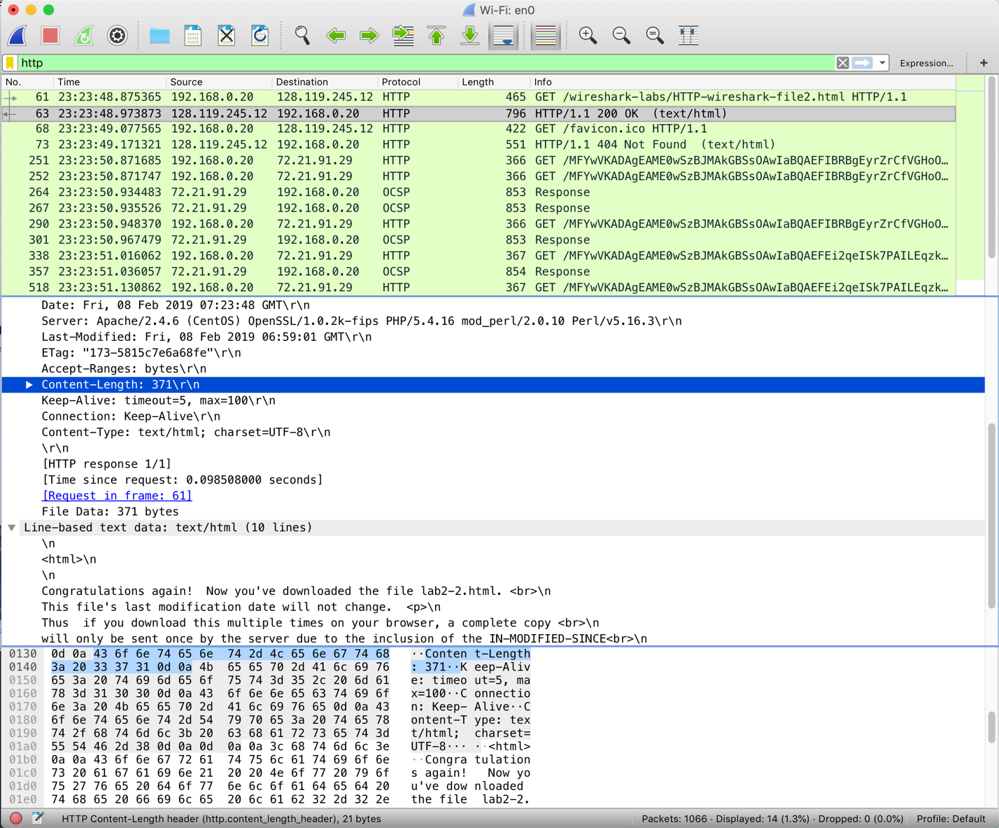 Wi-Fi: en0
http
Expression...
+
No. Time Source Destination Protocol Length Info
61 23:23:48.875365 192.168.0.20 128.119.245.12 HTTP 465 GET /wireshark-labs/HTTP-wireshark-file2.html HTTP/1.1
63 23:23:48.973873 128.119.245.12 192.168.0.20 HTTP 796 HTTP/1.1 200 OK  (text/html)
68 23:23:49.077565 192.168.0.20 128.119.245.12 HTTP 422 GET /favicon.ico HTTP/1.1
73 23:23:49.171321 128.119.245.12 192.168.0.20 HTTP 551 HTTP/1.1 404 Not Found  (text/html)
251 23:23:50.871685 192.168.0.20 72.21.91.29 HTTP 366 GET /MFYwVKADAgEAME0wSzBJMAkGBSsOAwIaBQAEFIBRBgEyrZrCfVGHoO…
252 23:23:50.871747 192.168.0.20 72.21.91.29 HTTP 366 GET /MFYwVKADAgEAME0wSzBJMAkGBSsOAwIaBQAEFIBRBgEyrZrCfVGHoO…
264 23:23:50.934483 72.21.91.29 192.168.0.20 OCSP 853 Response
267 23:23:50.935526 72.21.91.29 192.168.0.20 OCSP 853 Response
290 23:23:50.948370 192.168.0.20 72.21.91.29 HTTP 366 GET /MFYwVKADAgEAME0wSzBJMAkGBSsOAwIaBQAEFIBRBgEyrZrCfVGHoO…
301 23:23:50.967479 72.21.91.29 192.168.0.20 OCSP 853 Response
338 23:23:51.016062 192.168.0.20 72.21.91.29 HTTP 367 GET /MFYwVKADAgEAME0wSzBJMAkGBSsOAwIaBQAEFEi2qeISk7PAILEqzk…
357 23:23:51.036057 72.21.91.29 192.168.0.20 OCSP 854 Response
518 23:23:51.130862 192.168.0.20 72.21.91.29 HTTP 367 GET /MFYwVKADAgEAME0wSzBJMAkGBSsOAwIaBQAEFEi2qeISk7PAILEqzk…
Date: Fri, 08 Feb 2019 07:23:48 GMT\r\n
Server: Apache/2.4.6 (CentOS) OpenSSL/1.0.2k-fips PHP/5.4.16 mod_perl/2.0.10 Perl/v5.16.3\r\n
Last-Modified: Fri, 08 Feb 2019 06:59:01 GMT\r\n
ETag: "173-5815c7e6a68fe"\r\n
Accept-Ranges: bytes\r\n
Content-Length: 371\r\n
Keep-Alive: timeout=5, max=100\r\n
Connection: Keep-Alive\r\n
Content-Type: text/html; charset=UTF-8\r\n
\r\n
[HTTP response 1/1]
[Time since request: 0.098508000 seconds]
[Request in frame: 61]
File Data: 371 bytes
Line-based text data: text/html (10 lines)
\n
<html>\n
\n
Congratulations again!  Now you've downloaded the file lab2-2.html. <br>\n
This file's last modification date will not change.  <p>\n
Thus  if you download this multiple times on your browser, a complete copy <br>\n
will only be sent once by the server due to the inclusion of the IN-MODIFIED-SINCE<br>\n
0130 0d 0a 43 6f 6e 74 65 6e 74 2d 4c 65 6e 67 74 68 ··Conten t-Length
0140 3a 20 33 37 31 0d 0a 4b 65 65 70 2d 41 6c 69 76 : 371··K eep-Aliv
0150 65 3a 20 74 69 6d 65 6f 75 74 3d 35 2c 20 6d 61 e: timeo ut=5, ma
0160 78 3d 31 30 30 0d 0a 43 6f 6e 6e 65 63 74 69 6f x=100··C onnectio
0170 6e 3a 20 4b 65 65 70 2d 41 6c 69 76 65 0d 0a 43 n: Keep- Alive··C
0180 6f 6e 74 65 6e 74 2d 54 79 70 65 3a 20 74 65 78 ontent-T ype: tex
0190 74 2f 68 74 6d 6c 3b 20 63 68 61 72 73 65 74 3d t/html;  charset=
01a0 55 54 46 2d 38 0d 0a 0d 0a 0a 3c 68 74 6d 6c 3e UTF-8··· ··<html>
01b0 0a 0a 43 6f 6e 67 72 61 74 75 6c 61 74 69 6f 6e ··Congra tulation
01c0 73 20 61 67 61 69 6e 21 20 20 4e 6f 77 20 79 6f s again!   Now yo
01d0 75 27 76 65 20 64 6f 77 6e 6c 6f 61 64 65 64 20 u've dow nloaded
01e0 74 68 65 20 66 69 6c 65 20 6c 61 62 32 2d 32 2e the file  lab2-2.
HTTP Content-Length header (http.content_length_header), 21 bytes
Packets: 1066 · Displayed: 14 (1.3%) · Dropped: 0 (0.0%)
Profile: Default